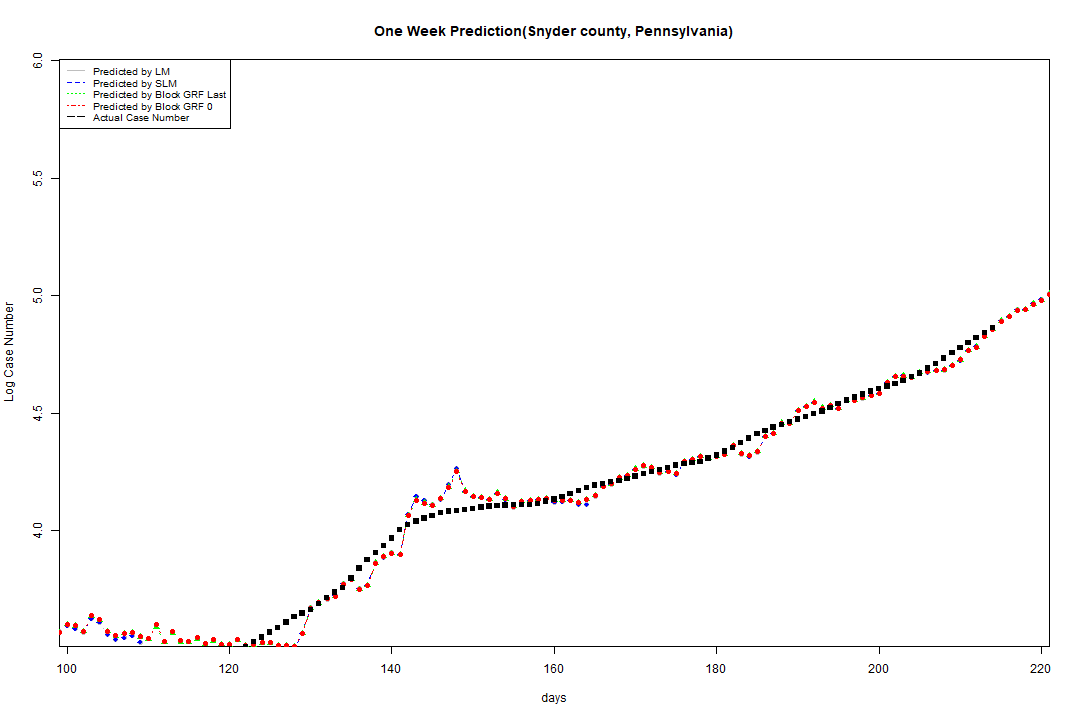 One Week Prediction(Snyder county, Pennsylvania)
Predicted by LM
Predicted by SLM
Predicted by Block GRF Last
Predicted by Block GRF 0
Actual Case Number
6.0
5.5
5.0
4.5
4.0
Log Case Number
100 120 140 160 180 200 220
days